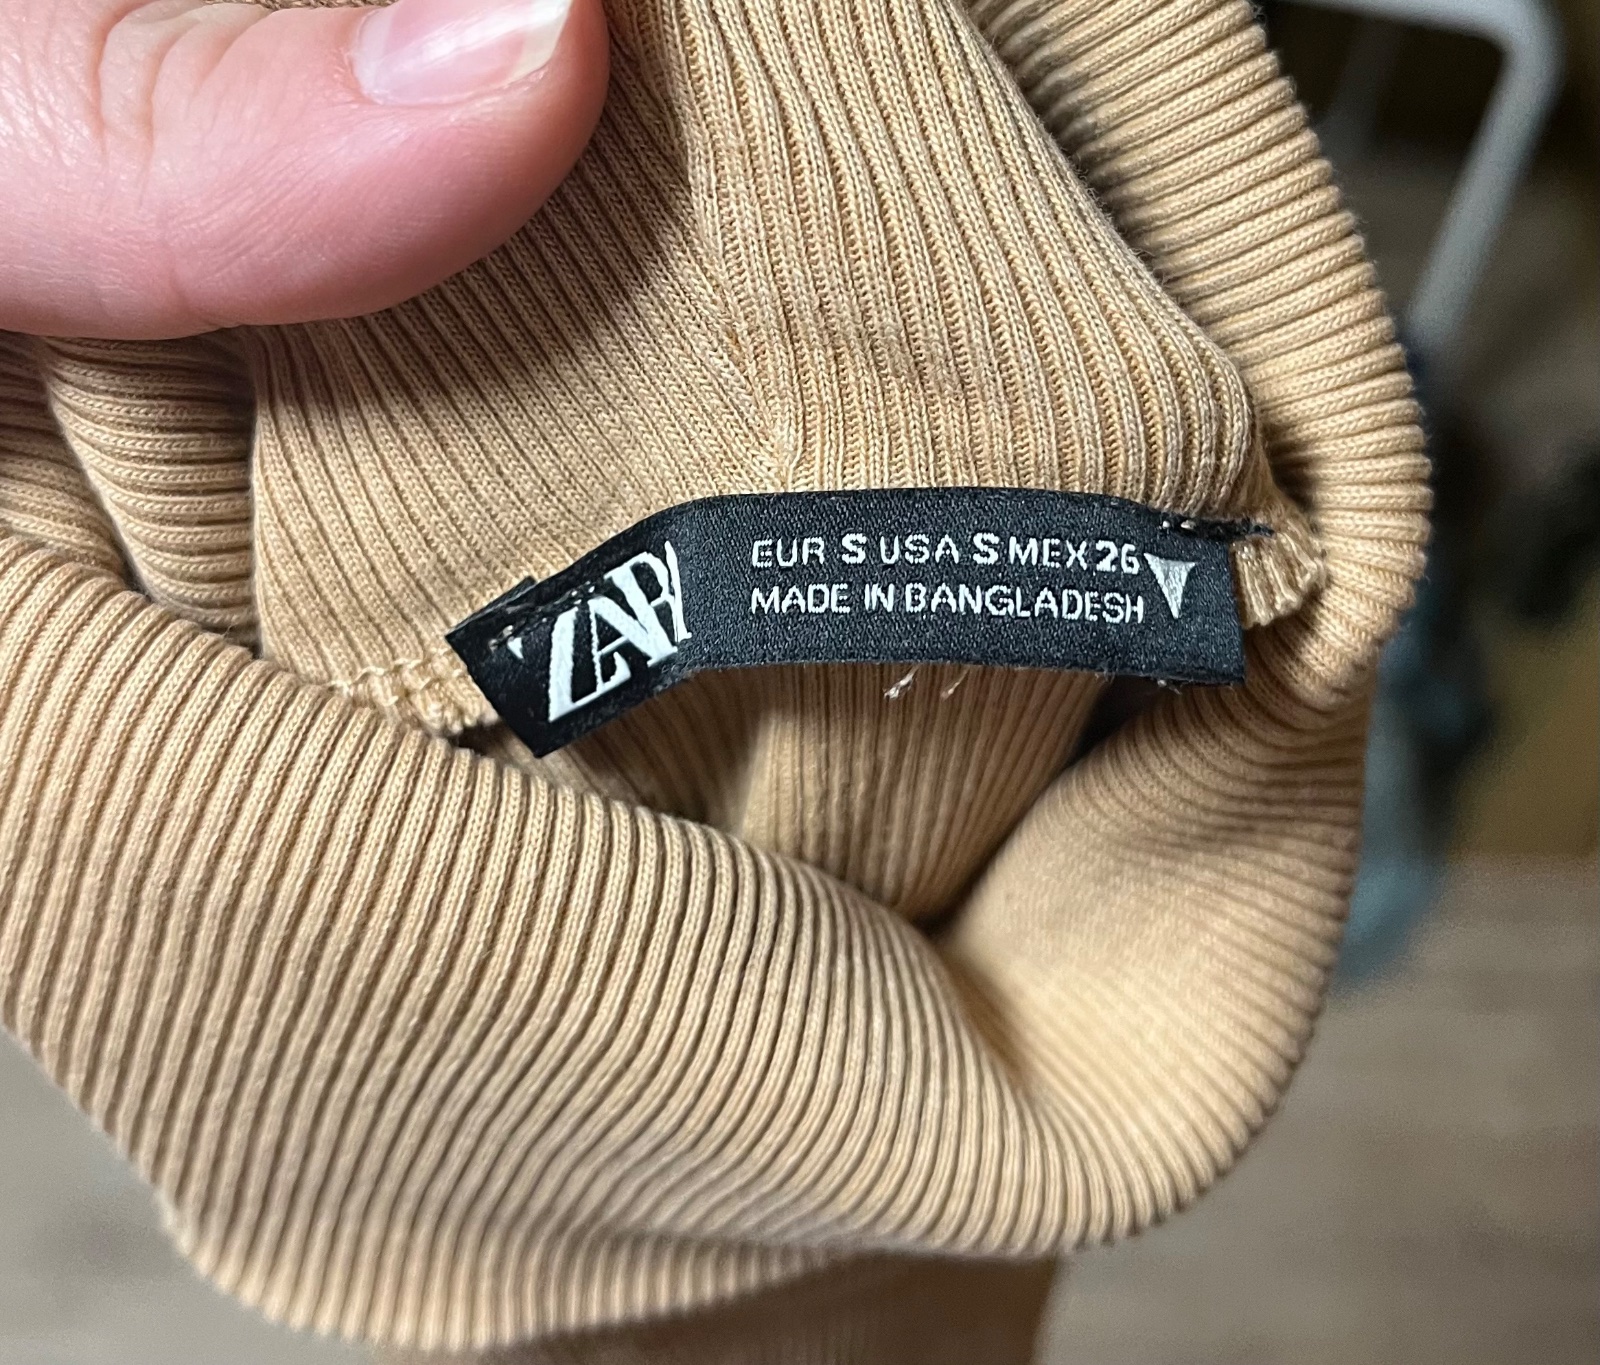 ZARA
EUR S USA S MEX 26
MADE IN BANGLADESH